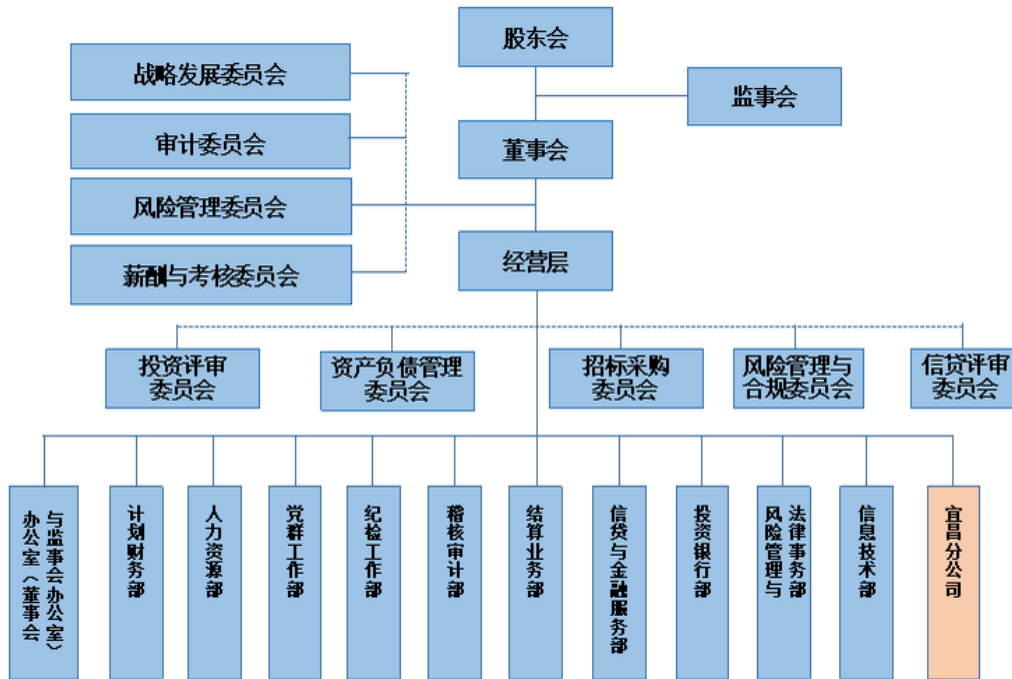 股东会
战略发展委员会
监事会
审计委员会
董事会
风险管理委员会
经营层
薪酬与考核委员会
投资评审
委员会
资产负债管理
委员会
招标采购
委员会
风险管理与
合规委员会
信贷评审
委员会
办公室（董事会
与监事会办公室）
计划财务部
人力资源部
党群工作部
纪检工作部
稽核审计部
结算业务部
信贷与金融服务部
投资银行部
风险管理与
法律事务部
信息技术部
宜昌分公司